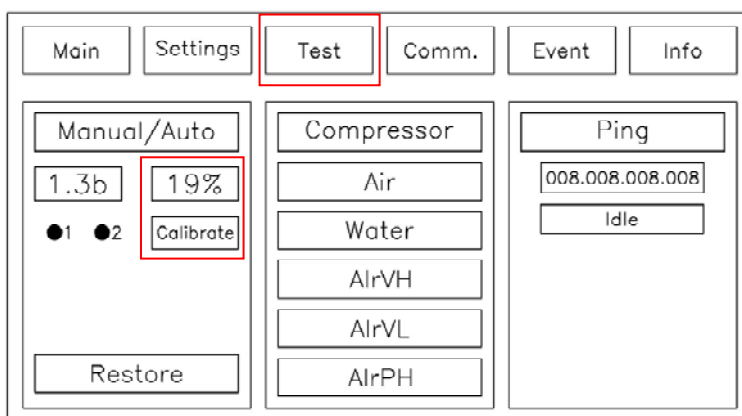 Main Settings Test Comm. Event Info
Manual/Auto
1.3b 19%
1 2 Calibrate
Restore
Compressor
Air
Water
AIrVH
AIrVL
AIrPH
Ping
008.008.008.008
Idle